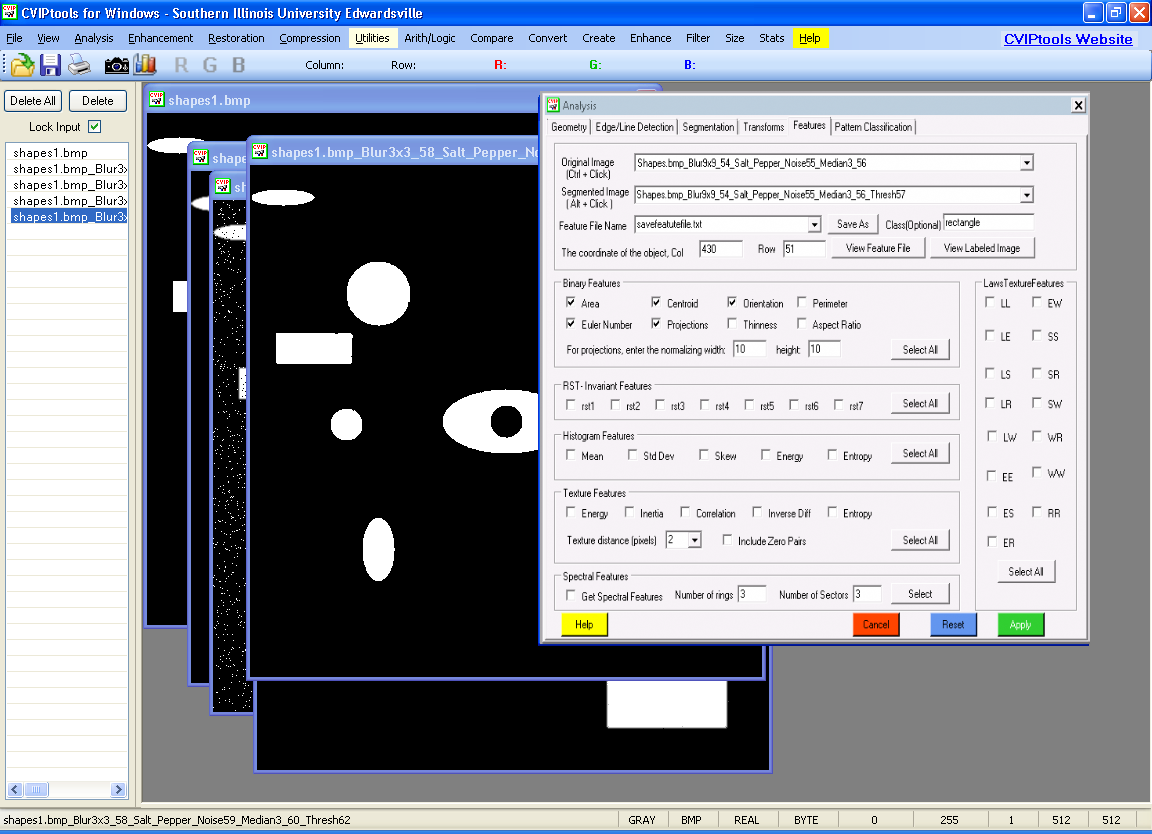 CVIPtools for Windows - Southern Illinois University Edwardsville
File View Analysis Enhancement Restoration Compression Utilities Arith/Logic Compare Convert Create Enhance Filter Size Stats Help CVIPtools Website
R G B Column: Row: R: G: B:
Delete All Delete
Lock Input
shapes1.bmp
shapes1.bmp_Blur3x
shapes1.bmp_Blur3x
shapes1.bmp_Blur3x
shapes1.bmp_Blur3x
shapes1.bmp
shape
sh
shapes1.bmp_Blur3x3_58_Salt_Pepper_No
Analysis
Geometry Edge/Line Detection Segmentation Transforms Features Pattern Classification
Original Image
(Ctrl + Click)
Shapes.bmp_Blur9x9_54_Salt_Pepper_Noise55_Median3_56
Segmented Image
( Alt + Click )
Shapes.bmp_Blur9x9_54_Salt_Pepper_Noise55_Median3_56_Thresh57
Feature File Name savefeatutefile.txt Save As Class(Optional) rectangle
The coordinate of the object, Col 430 Row 51 View Feature File View Labeled Image
Binary Features
Area Centroid Orientation Perimeter
Euler Number Projections Thinness Aspect Ratio
For projections, enter the normalizing width: 10 height: 10 Select All
RST- Invariant Features
rst1 rst2 rst3 rst4 rst5 rst6 rst7 Select All
Histogram Features
Mean Std Dev Skew Energy Entropy Select All
Texture Features
Energy Inertia Correlation Inverse Diff Entropy
Texture distance (pixels) 2 Include Zero Pairs Select All
Spectral Features
Get Spectral Features Number of rings 3 Number of Sectors 3 Select
LawsTextureFeatures
LL EW
LE SS
LS SR
LR SW
LW WR
EE WW
ES RR
ER
Select All
Help Cancel Reset Apply
shapes1.bmp_Blur3x3_58_Salt_Pepper_Noise59_Median3_60_Thresh62 GRAY BMP REAL BYTE 0 255 1 512 512